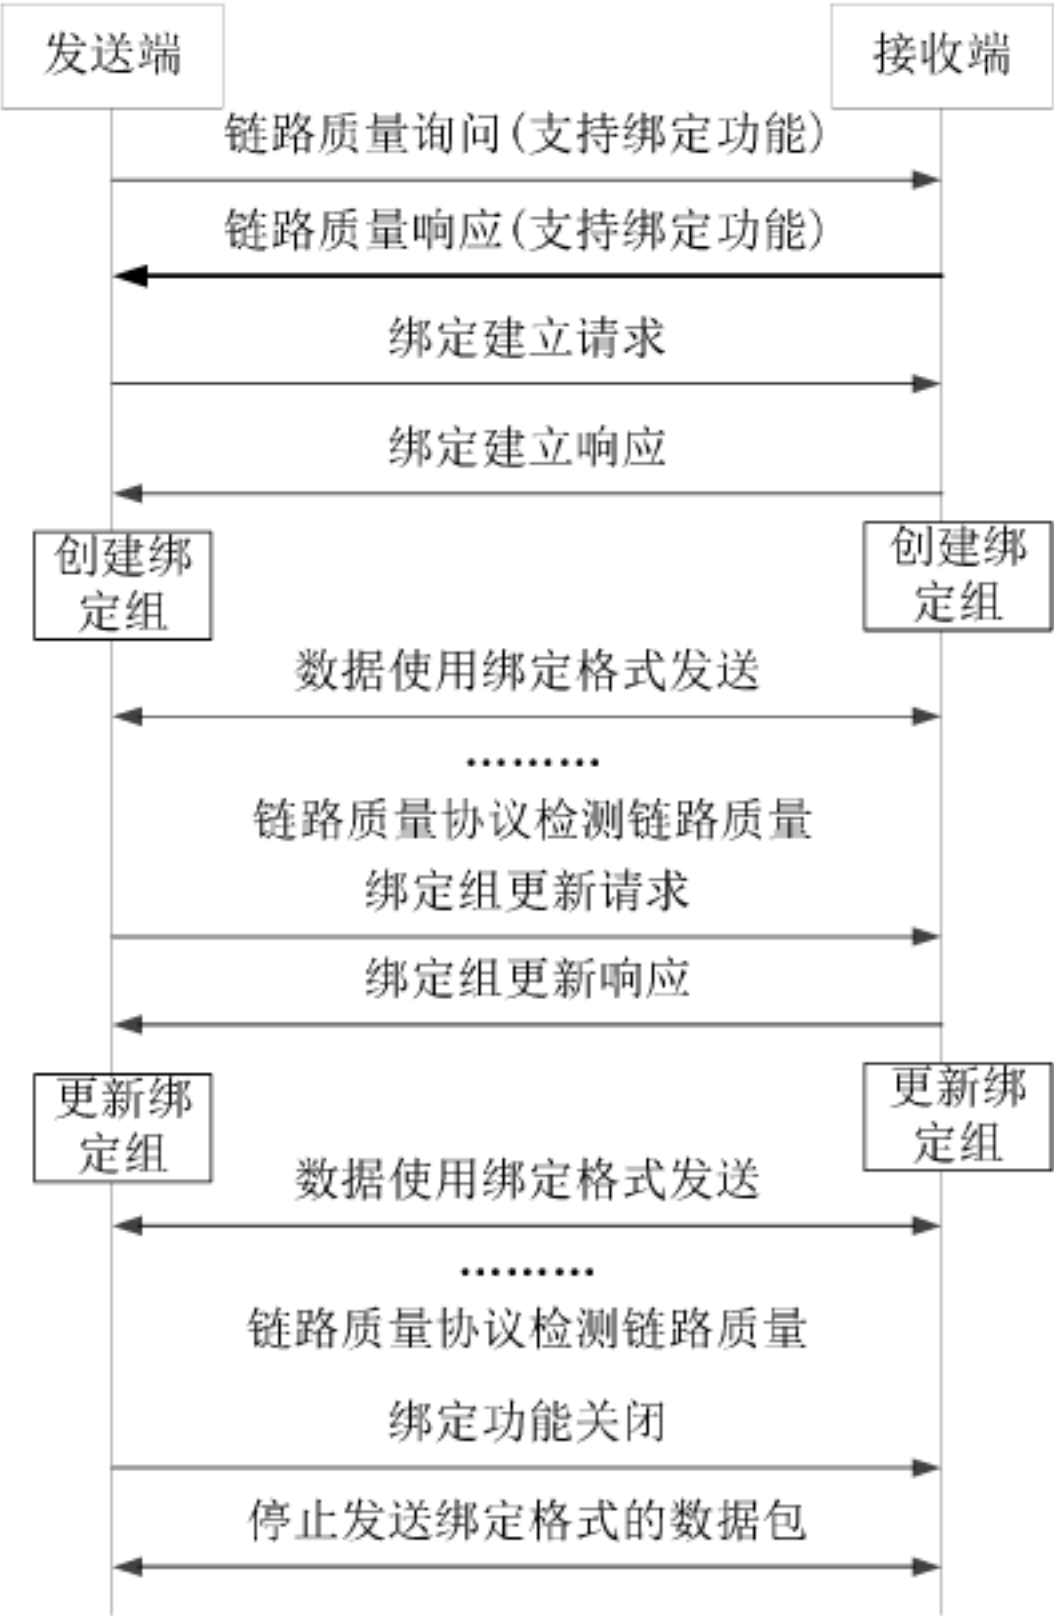 发送端
接收端
链路质量询问(支持绑定功能)
链路质量响应(支持绑定功能)
绑定建立请求
绑定建立响应
创建绑
定组
创建绑
定组
数据使用绑定格式发送
………
链路质量协议检测链路质量
绑定组更新请求
绑定组更新响应
更新绑
定组
更新绑
定组
数据使用绑定格式发送
………
链路质量协议检测链路质量
绑定功能关闭
停止发送绑定格式的数据包